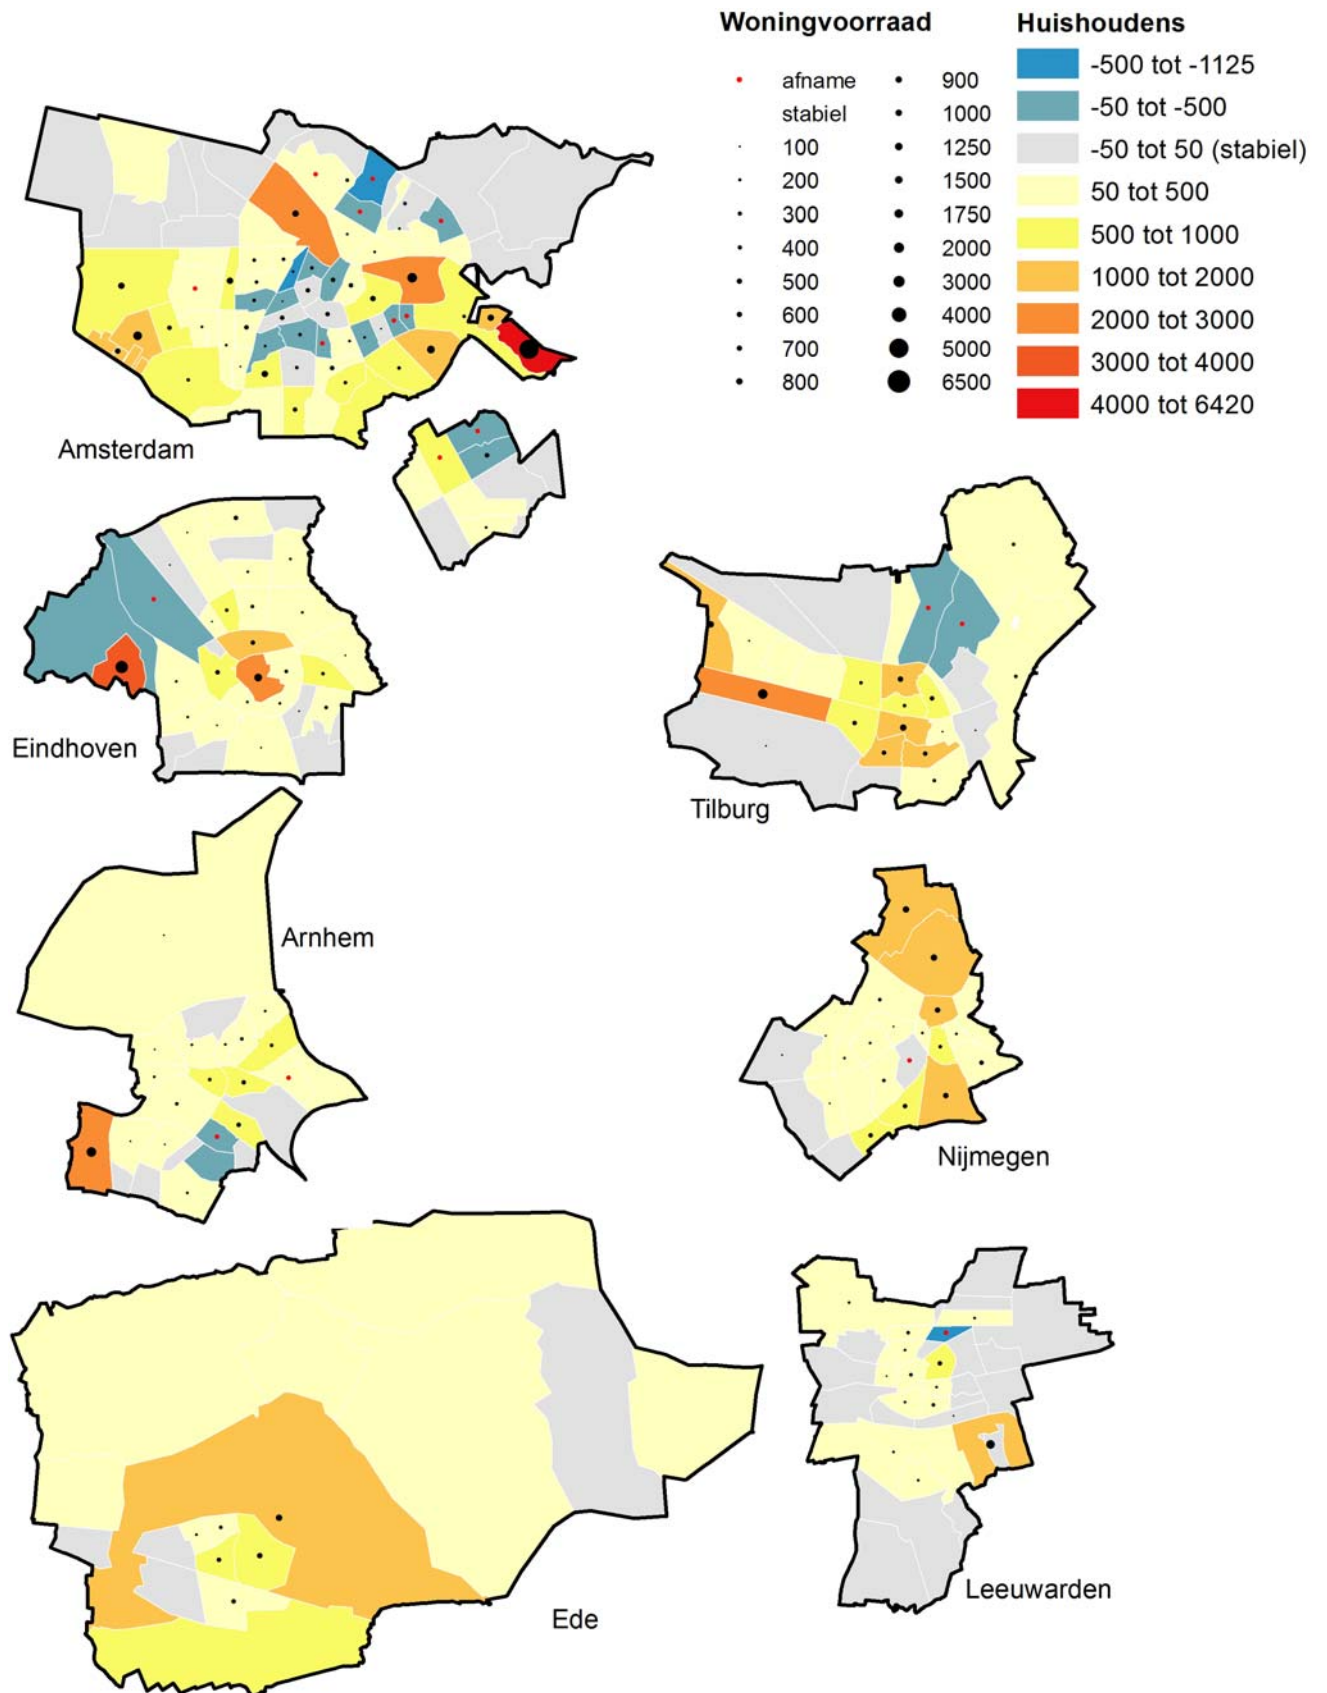 Woningvoorraad
afname
stabiel
100
200
300
400
500
600
700
800
900
1000
1250
1500
1750
2000
3000
4000
5000
6500
Huishoudens
-500 tot -1125
-50 tot -500
-50 tot 50 (stabiel)
50 tot 500
500 tot 1000
1000 tot 2000
2000 tot 3000
3000 tot 4000
4000 tot 6420
Amsterdam
Eindhoven
Tilburg
Arnhem
Nijmegen
Ede
Leeuwarden